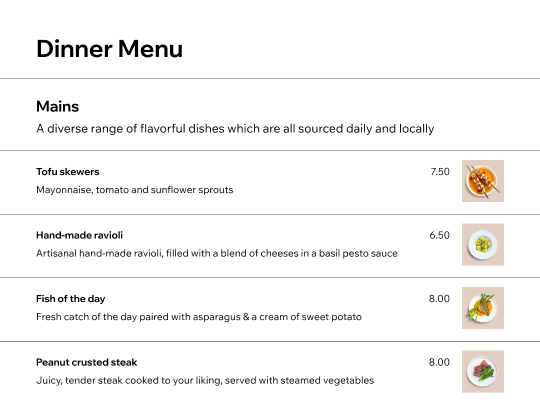 Dinner Menu
Mains
A diverse range of flavorful dishes which are all sourced daily and locally
Tofu skewers 7.50
Mayonnaise, tomato and sunflower sprouts
Hand-made ravioli 6.50
Artisanal hand-made ravioli, filled with a blend of cheeses in a basil pesto sauce
Fish of the day 8.00
Fresh catch of the day paired with asparagus & a cream of sweet potato
Peanut crusted steak 8.00
Juicy, tender steak cooked to your liking, served with steamed vegetables